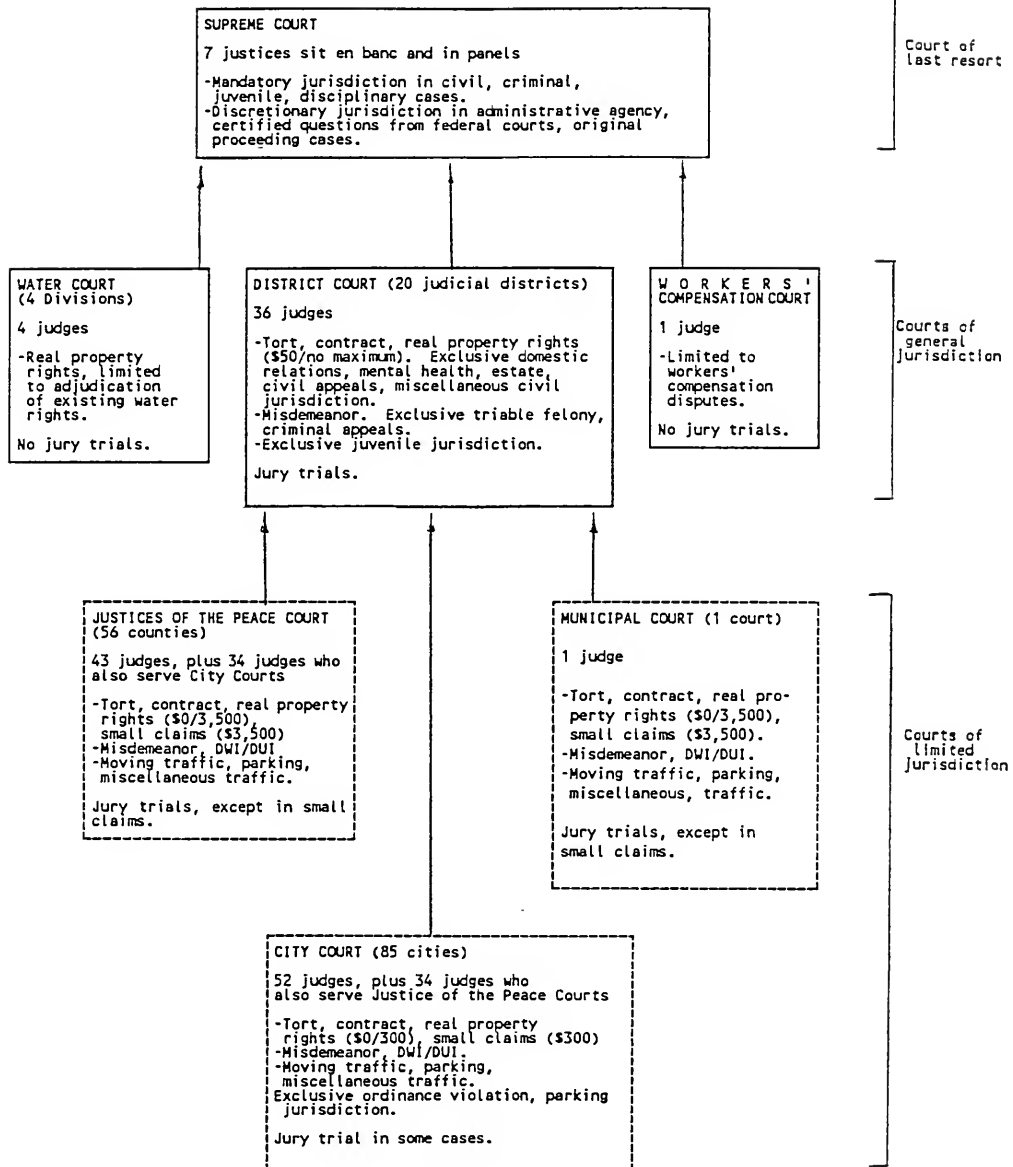 SUPREME COURT
7 justices sit en banc and in panels
-Mandatory jurisdiction in civil, criminal,
juvenile, disciplinary cases.
-Discretionary jurisdiction in administrative agency,
certified questions from federal courts, original
proceeding cases.
Court of
last resort
WATER COURT
(4 Divisions)
4 judges
-Real property
rights, limited
to adjudication
of existing water
rights.
No jury trials.
DISTRICT COURT (20 judicial districts)
36 judges
-Tort, contract, real property rights
($50/no maximum). Exclusive domestic
relations, mental health, estate,
civil appeals, miscellaneous civil
jurisdiction.
-Misdemeanor. Exclusive triable felony,
criminal appeals.
-Exclusive juvenile jurisdiction.
Jury trials.
W O R K E R S '
COMPENSATION COURT
1 judge
-Limited to
workers'
compensation
disputes.
No jury trials.
Courts of
general
jurisdiction
JUSTICES OF THE PEACE COURT
(56 counties)
43 judges, plus 34 judges who
also serve City Courts
-Tort, contract, real property
rights ($0/3,500),
small claims ($3,500)
-Misdemeanor, DWI/DUI
-Moving traffic, parking,
miscellaneous traffic.
Jury trials, except in small
claims.
MUNICIPAL COURT (1 court)
1 judge
-Tort, contract, real pro-
perty rights ($0/3,500),
small claims ($3,500).
-Misdemeanor, DWI/DUI.
-Moving traffic, parking,
miscellaneous, traffic.
Jury trials, except in
small claims.
Courts of
limited
jurisdiction
CITY COURT (85 cities)
52 judges, plus 34 judges who
also serve Justice of the Peace Courts
-Tort, contract, real property
rights ($0/300), small claims ($300)
-Misdemeanor, DWI/DUI.
-Moving traffic, parking,
miscellaneous traffic.
Exclusive ordinance violation, parking
jurisdiction.
Jury trial in some cases.